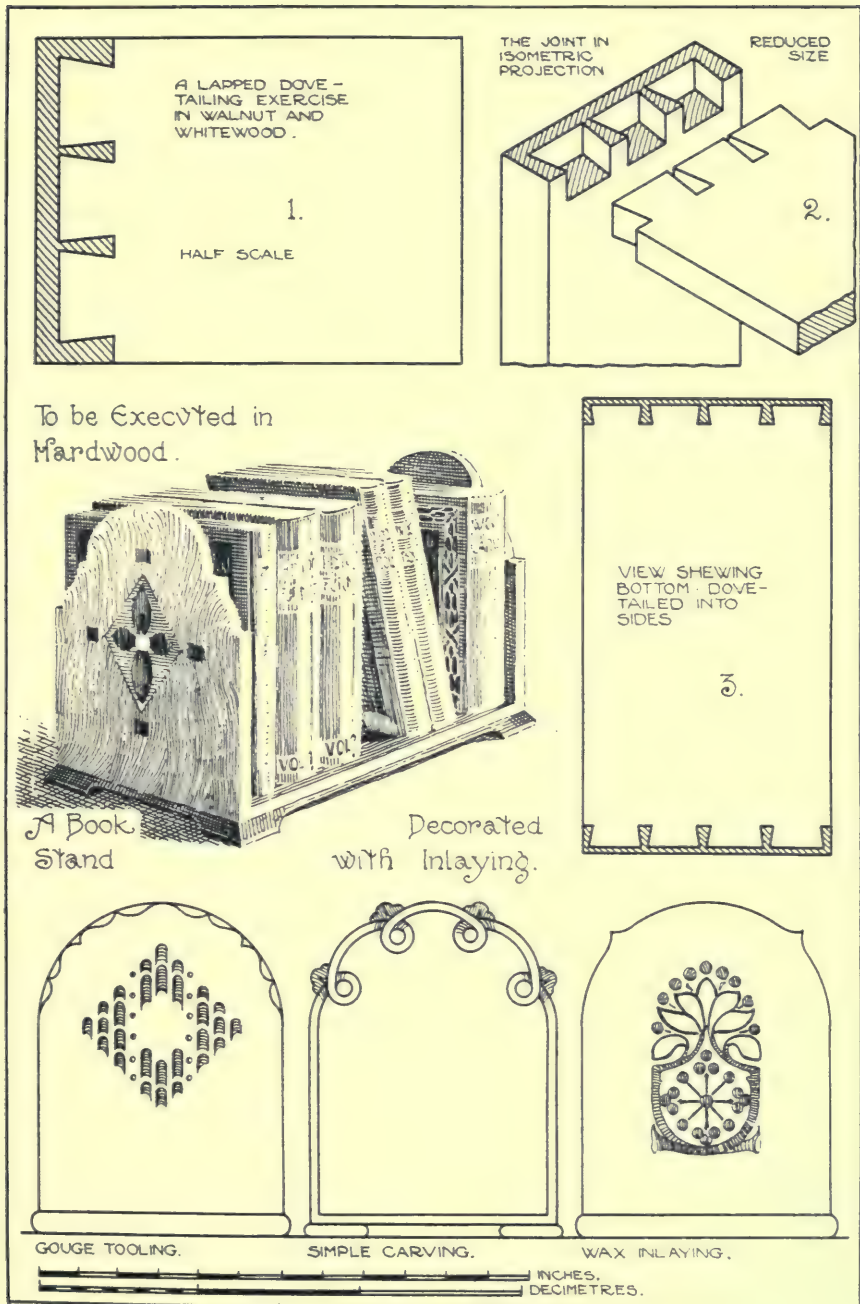 A LAPPED DOVE-
TAILING EXERCISE
IN WALNUT AND
WHITEWOOD.
1.
HALF SCALE
THE JOINT IN
ISOMETRIC
PROJECTION
REDUCED
SIZE
2.
To be Execvted in
Hardwood.
VOL 1
VOL 2
VIEW SHEWING
BOTTOM DOVE-
TAILED INTO
SIDES
3.
A Book
Stand
Decorated
with Inlaying.
GOUGE TOOLING.
SIMPLE CARVING.
WAX INLAYING.
INCHES.
DECIMETRES.